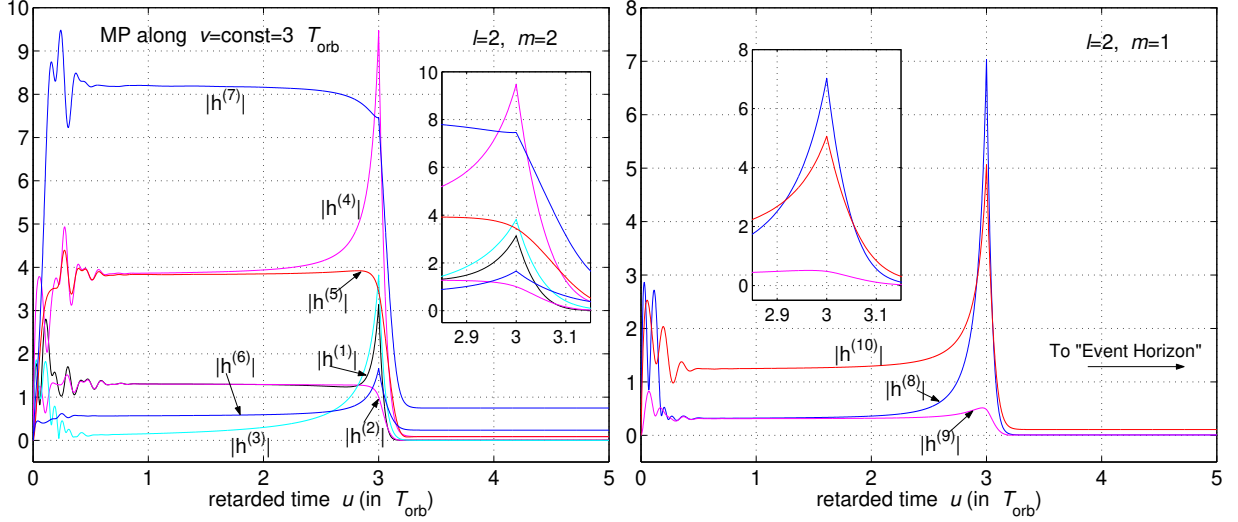 MP along v=const=3 T_orb
l=2, m=2
10
9
8
7
6
5
4
3
2
1
0
|h^(7)|
|h^(4)|
|h^(5)|
|h^(6)|
|h^(1)|
|h^(3)|
|h^(2)|
10
8
6
4
2
0
2.9 3 3.1
0 1 2 3 4 5
retarded time u (in T_orb)
l=2, m=1
8
7
6
5
4
3
2
1
0
8
6
4
2
0
2.9 3 3.1
|h^(10)|
|h^(8)|
|h^(9)|
To "Event Horizon"
0 1 2 3 4 5
retarded time u (in T_orb)